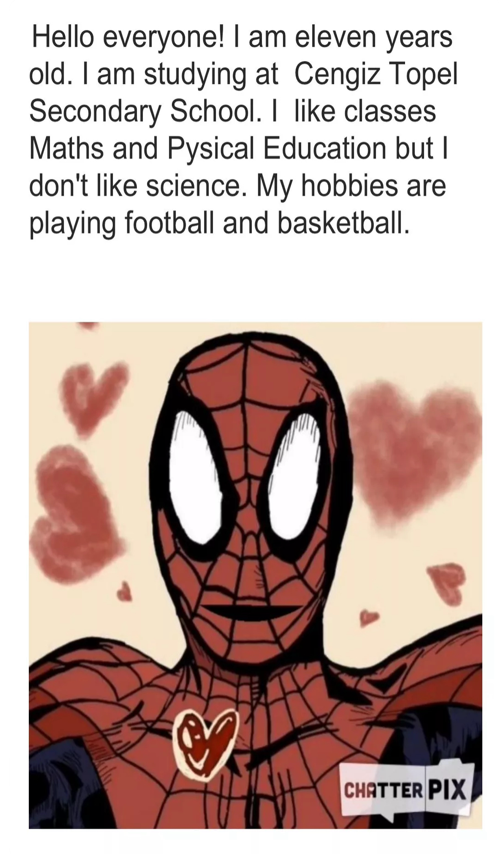 Hello everyone! I am eleven years
old. I am studying at  Cengiz Topel
Secondary School. I  like classes
Maths and Pysical Education but I
don't like science. My hobbies are
playing football and basketball.
CHATTER PIX